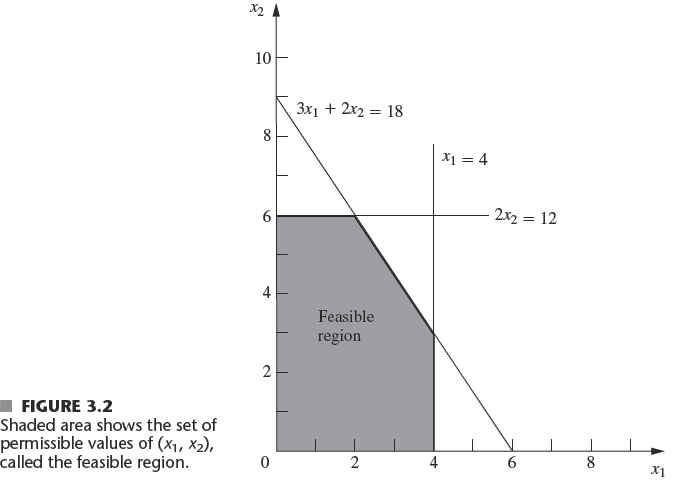 x₂
10
3x₁ + 2x₂ = 18
8
x₁ = 4
6
2x₂ = 12
4
Feasible
region
2
0
2
4
6
8
x₁
FIGURE 3.2
Shaded area shows the set of
permissible values of (x₁, x₂),
called the feasible region.